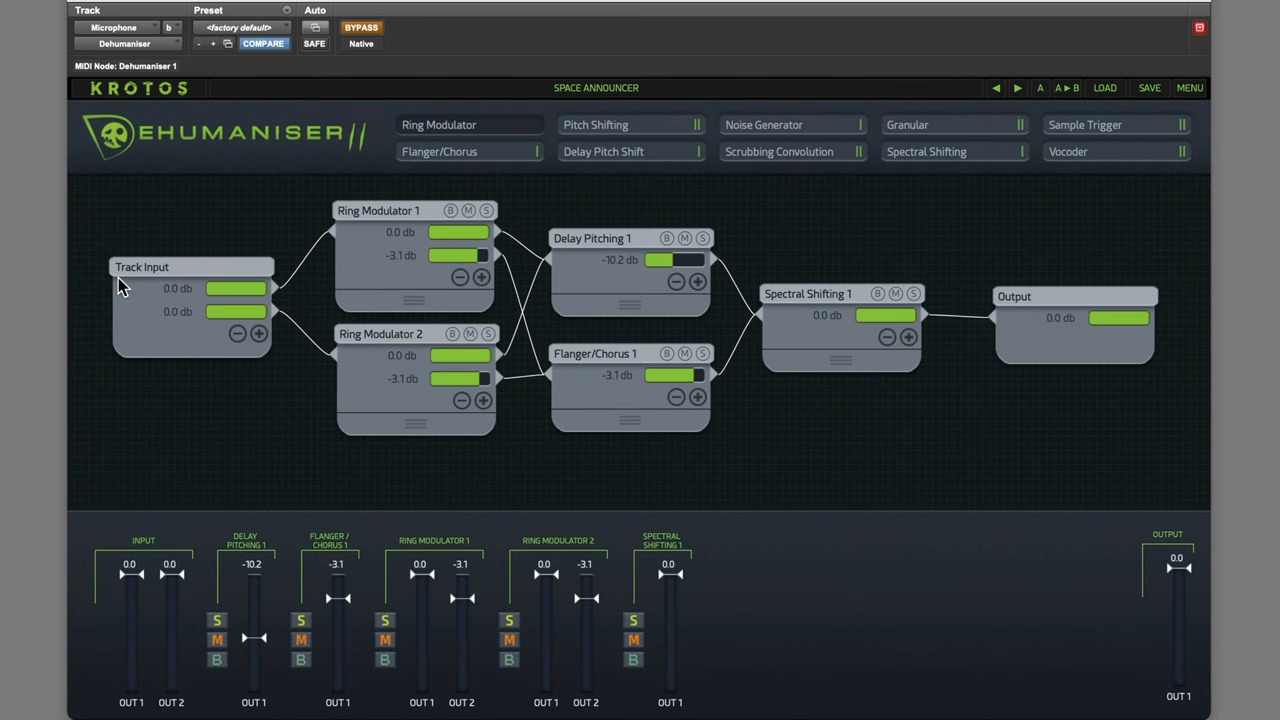 Track
Preset
Auto
Microphone
b
<factory default>
BYPASS
Dehumaniser
- +
COMPARE
SAFE
Native
MIDI Node: Dehumaniser 1
KROTOS
SPACE ANNOUNCER
A
A►B
LOAD
SAVE
MENU
DEHUMANISER II
Ring Modulator
Pitch Shifting
Noise Generator
Granular
Sample Trigger
Flanger/Chorus
Delay Pitch Shift
Scrubbing Convolution
Spectral Shifting
Vocoder
Track Input
0.0 db
0.0 db
Ring Modulator 1
B M S
0.0 db
-3.1 db
Ring Modulator 2
B M S
0.0 db
-3.1 db
Delay Pitching 1
B M S
-10.2 db
Flanger/Chorus 1
B M S
-3.1 db
Spectral Shifting 1
B M S
0.0 db
Output
0.0 db
INPUT
0.0 0.0
OUT 1 OUT 2
DELAY
PITCHING 1
-10.2
S
M
B
OUT 1
FLANGER /
CHORUS 1
-3.1
S
M
B
OUT 1
RING MODULATOR 1
0.0 -3.1
S
M
B
OUT 1 OUT 2
RING MODULATOR 2
0.0 -3.1
S
M
B
OUT 1 OUT 2
SPECTRAL
SHIFTING 1
0.0
S
M
B
OUT 1
OUTPUT
0.0
OUT 1